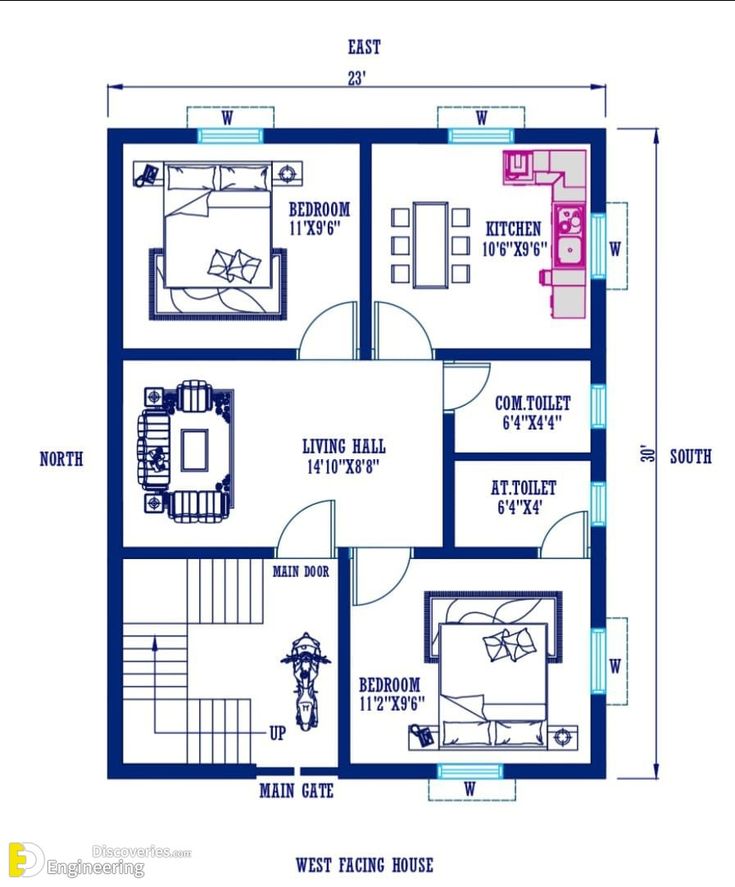 EAST
23'
W
W
BEDROOM
11'X9'6"
KITCHEN
10'6"X9'6"
W
COM.TOILET
6'4"X4'4"
NORTH
LIVING HALL
14'10"X8'8"
30'
SOUTH
AT.TOILET
6'4"X4'
MAIN DOOR
BEDROOM
11'2"X9'6"
W
UP
MAIN GATE
W
ED
Discoveries.com
Engineering
WEST FACING HOUSE